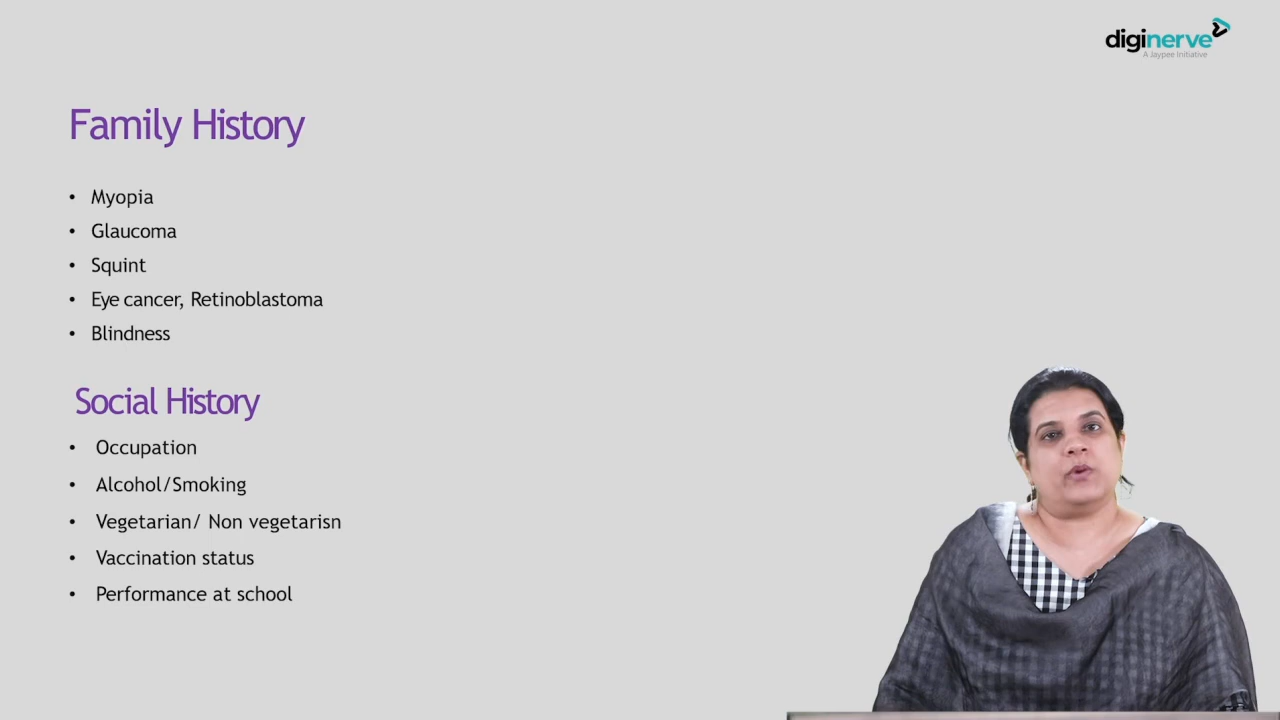 diginerve
A Jaypee Initiative
Family History
• Myopia
• Glaucoma
• Squint
• Eye cancer, Retinoblastoma
• Blindness
Social History
• Occupation
• Alcohol/Smoking
• Vegetarian/ Non vegetarisn
• Vaccination status
• Performance at school